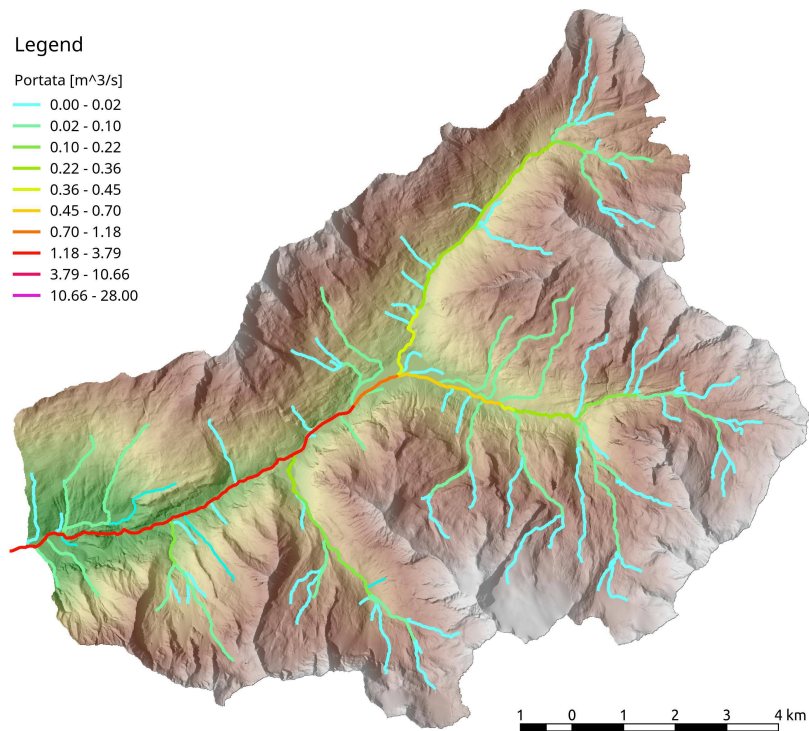 Legend
Portata [m^3/s]
0.00 - 0.02
0.02 - 0.10
0.10 - 0.22
0.22 - 0.36
0.36 - 0.45
0.45 - 0.70
0.70 - 1.18
1.18 - 3.79
3.79 - 10.66
10.66 - 28.00
1 0 1 2 3 4 km